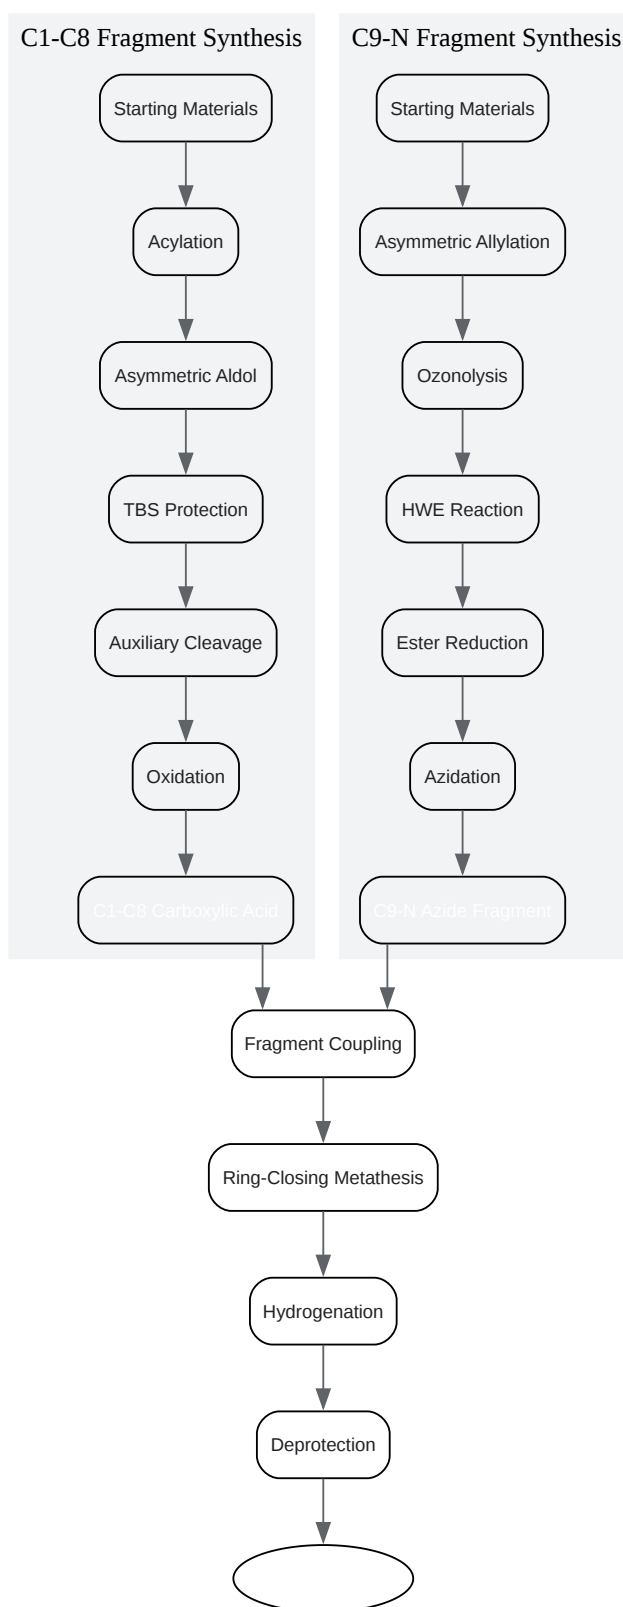 C1-C8 Fragment Synthesis
Starting Materials
Acylation
Asymmetric Aldol
TBS Protection
Auxiliary Cleavage
Oxidation
C1-C8 Carboxylic Acid
C9-N Fragment Synthesis
Starting Materials
Asymmetric Allylation
Ozonolysis
HWE Reaction
Ester Reduction
Azidation
C9-N Azide Fragment
Fragment Coupling
Ring-Closing Metathesis
Hydrogenation
Deprotection